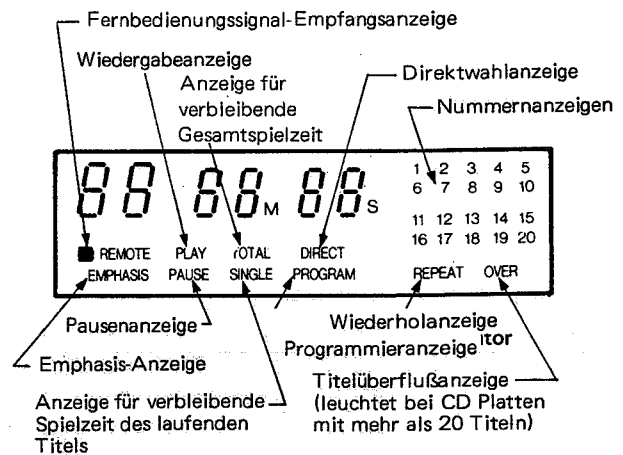 Fernbedienungssignal-Empfangsanzeige
Wiedergabeanzeige
Anzeige für
verbleibende
Gesamtspielzeit
Direktwahlanzeige
Nummernanzeigen
88 88 M 88 S
1 2 3 4 5
6 7 8 9 10
11 12 13 14 15
16 17 18 19 20
REMOTE PLAY TOTAL DIRECT
EMPHASIS PAUSE SINGLE PROGRAM REPEAT OVER
Pausenanzeige
Emphasis-Anzeige
Anzeige für verbleibende
Spielzeit des laufenden
Titels
Wiederholanzeige
Programmieranzeige
Titelüberflußanzeige
(leuchtet bei CD Platten
mit mehr als 20 Titeln)